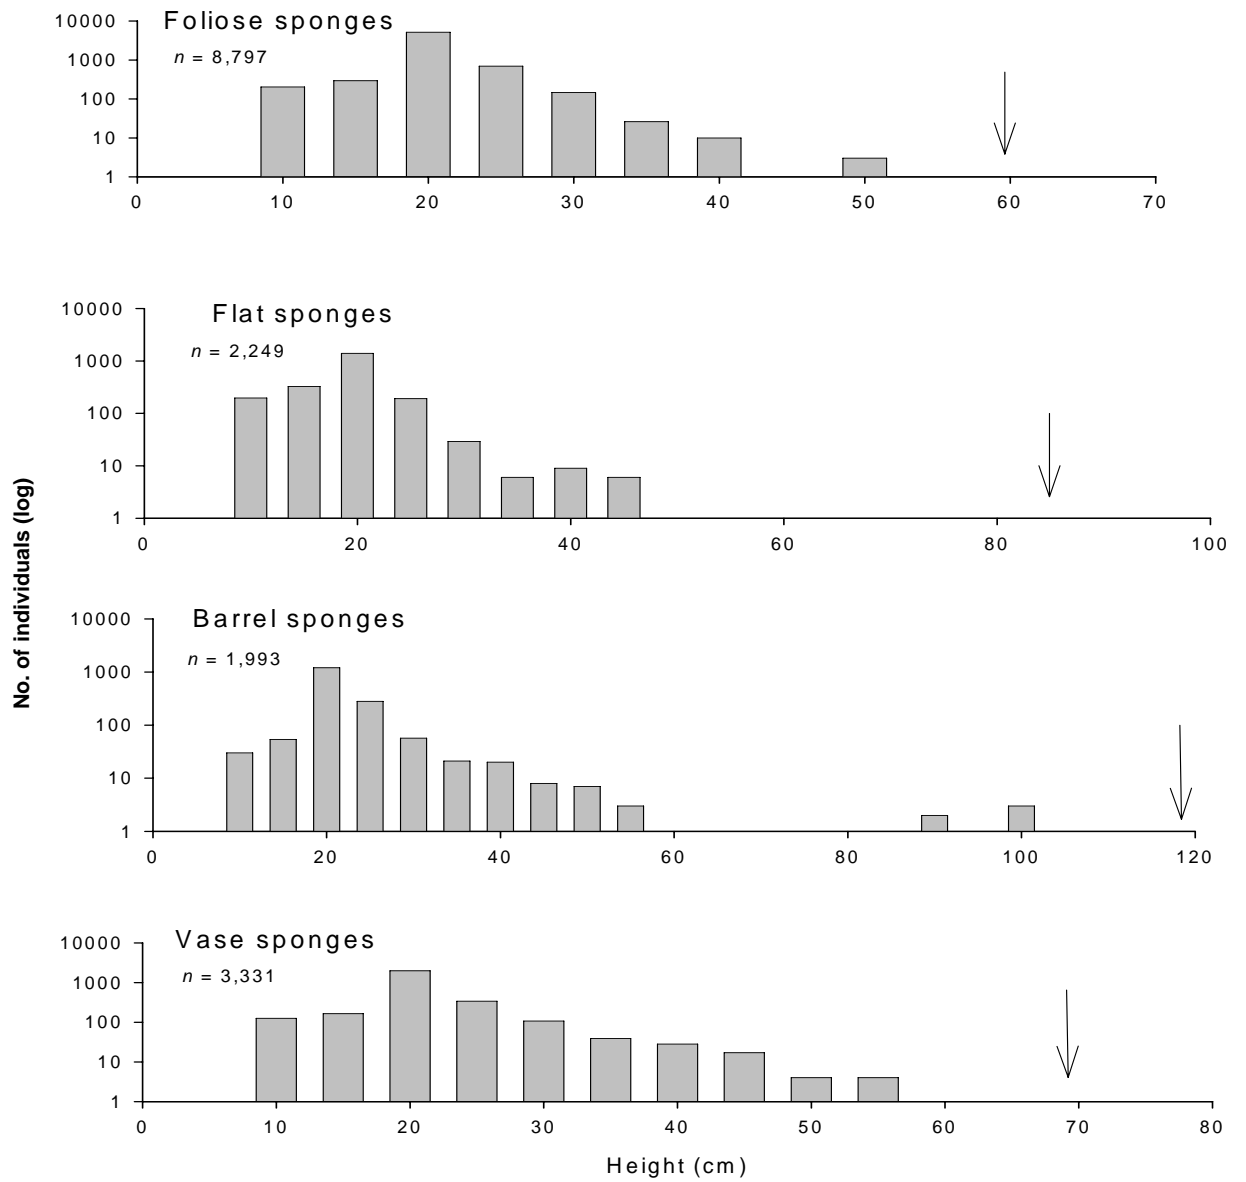 Foliose sponges
n = 8,797
10000
1000
100
10
1
0 10 20 30 40 50 60 70
Flat sponges
n = 2,249
10000
1000
100
10
1
0 20 40 60 80 100
No. of individuals (log)
Barrel sponges
n = 1,993
10000
1000
100
10
1
0 20 40 60 80 100 120
Vase sponges
n = 3,331
10000
1000
100
10
1
0 10 20 30 40 50 60 70 80
Height (cm)